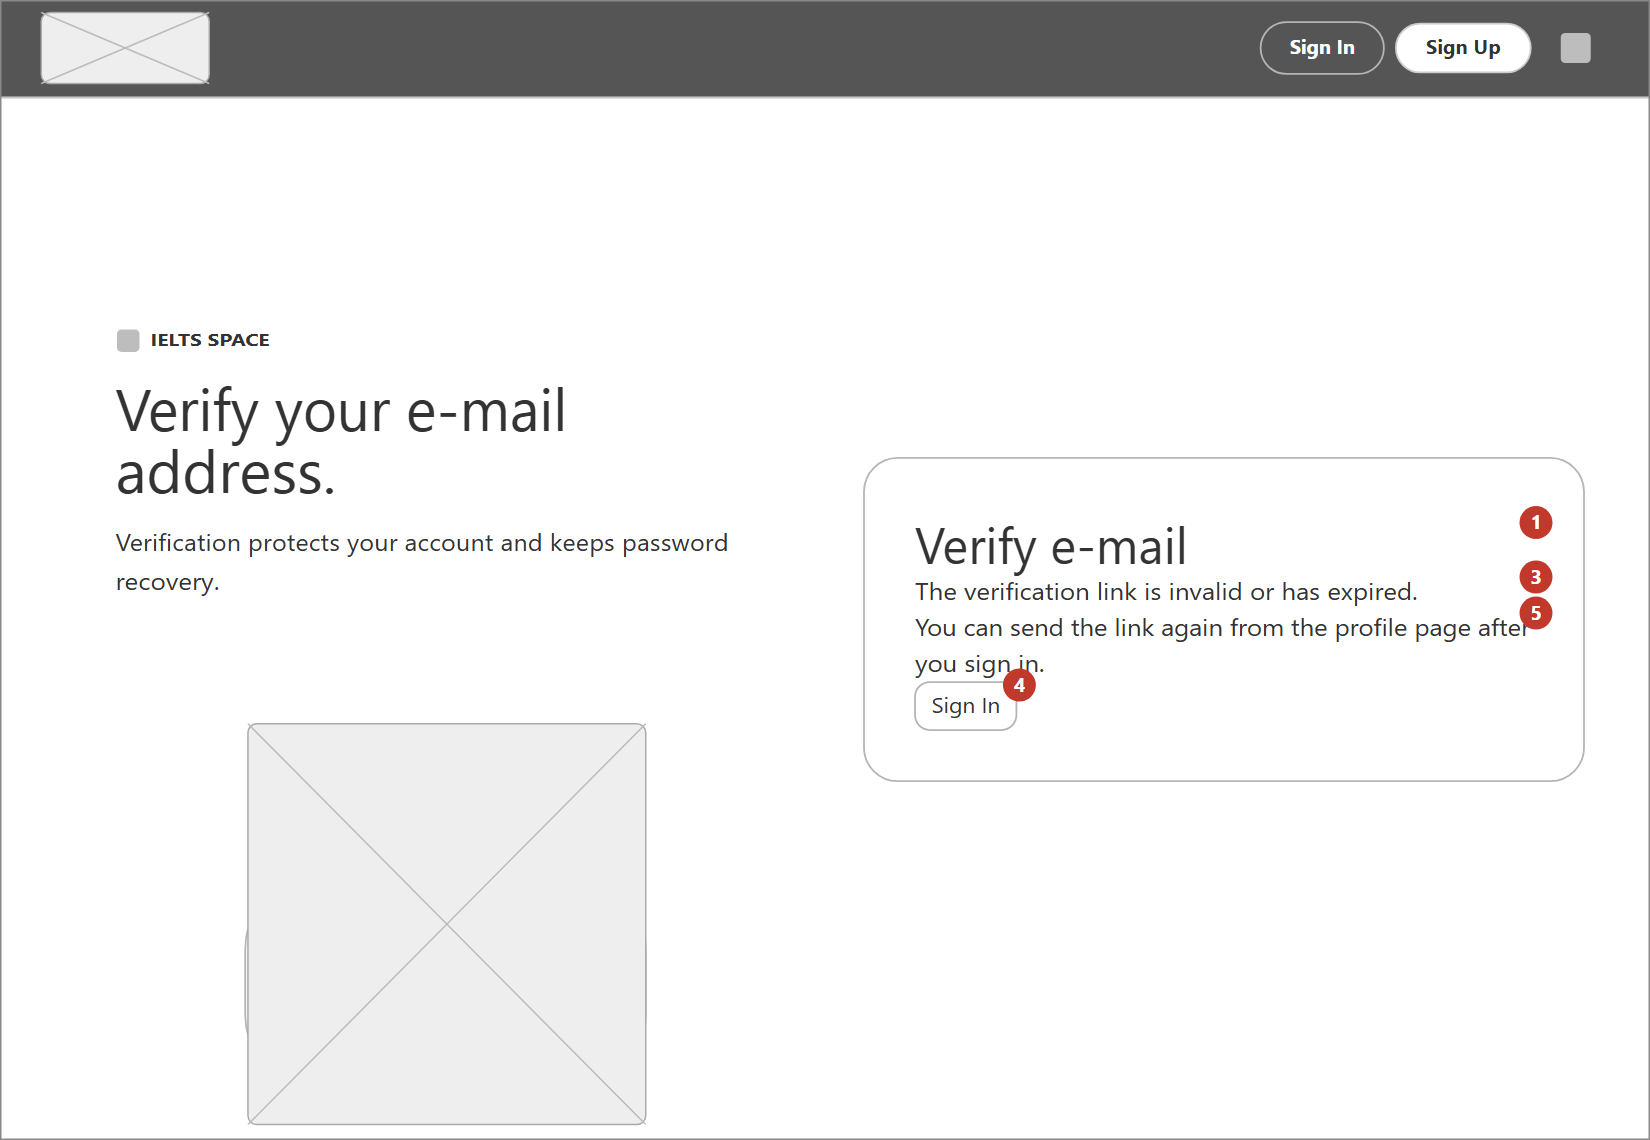 Sign In
Sign Up
IELTS SPACE
Verify your e-mail
address.
Verification protects your account and keeps password
recovery.
Verify e-mail
1
The verification link is invalid or has expired.
3
You can send the link again from the profile page after
5
you sign in.
Sign In
4